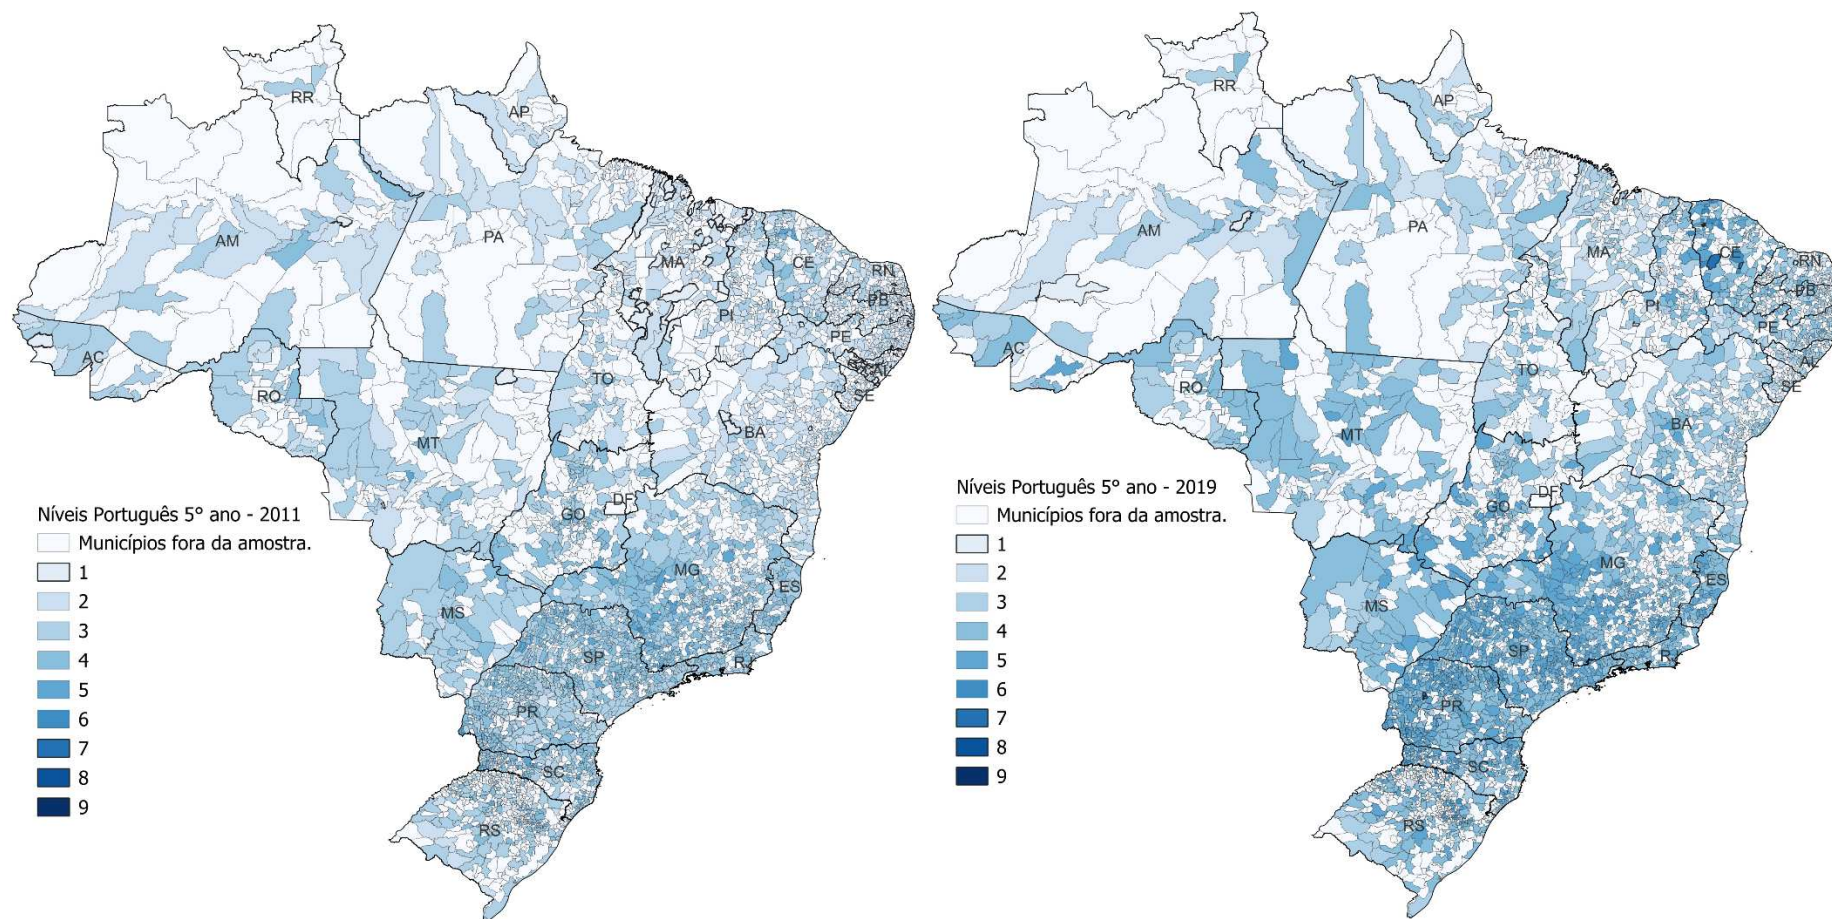 RR
AP
AM
PA
MA
CE
RN
PB
PI
PE
AC
TO
AL
SE
RO
BA
MT
DF
GO
MG
ES
MS
SP
RJ
PR
SC
RS
Níveis Português 5° ano - 2011
Municípios fora da amostra.
1
2
3
4
5
6
7
8
9
RR
AP
AM
PA
MA
CE
RN
PB
PI
PE
AC
TO
AL
SE
RO
BA
MT
DF
GO
MG
ES
MS
SP
RJ
PR
SC
RS
Níveis Português 5° ano - 2019
Municípios fora da amostra.
1
2
3
4
5
6
7
8
9